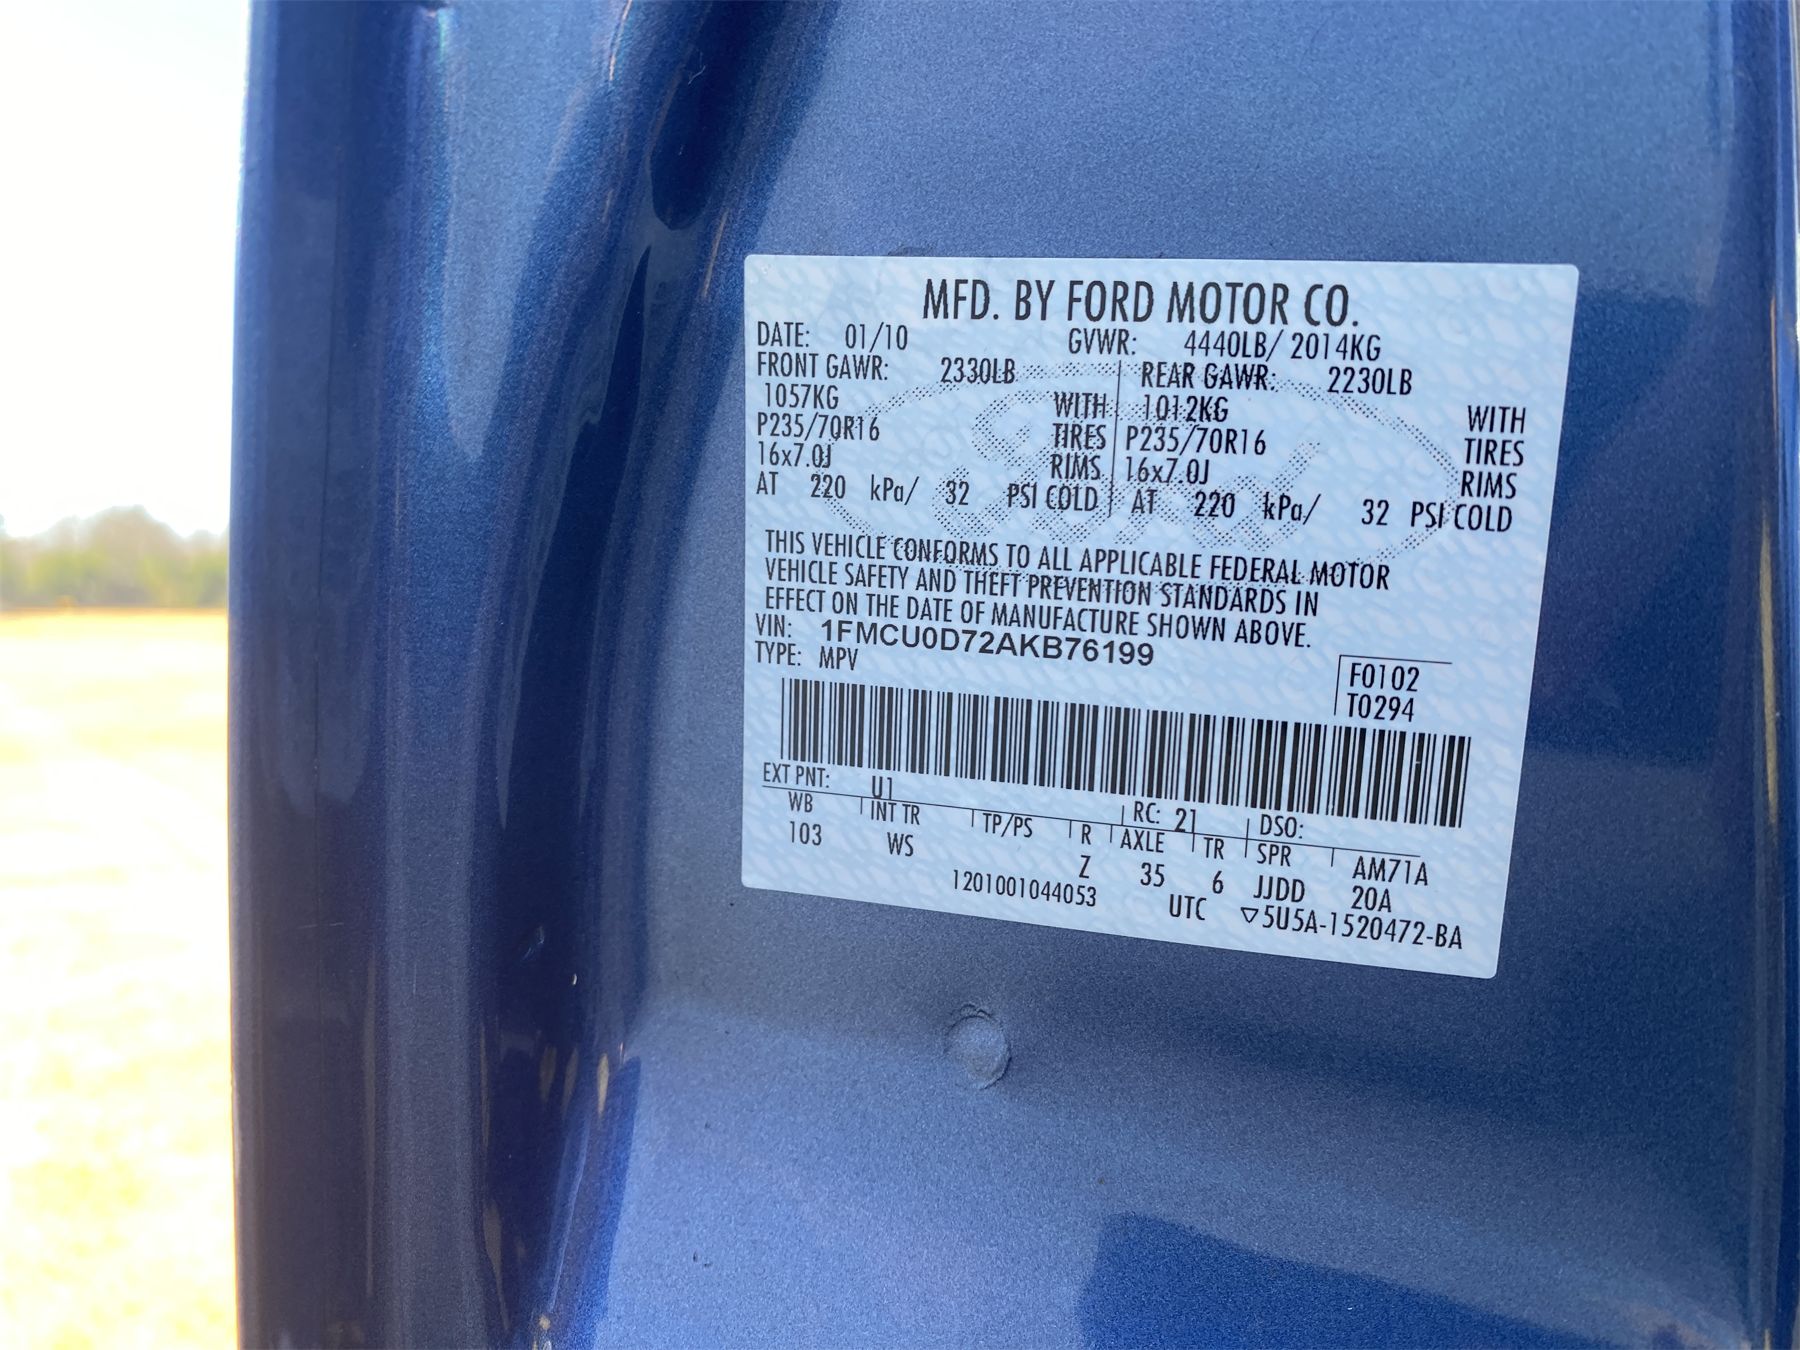 MFD. BY FORD MOTOR CO.
DATE: 01/10 GVWR: 4440LB/ 2014KG
FRONT GAWR: 2330LB REAR GAWR: 2230LB
1057KG WITH 1012KG WITH
P235/70R16 TIRES P235/70R16 TIRES
16x7.0J RIMS 16x7.0J RIMS
AT 220 kPa/ 32 PSI COLD AT 220 kPa/ 32 PSI COLD
Ford
THIS VEHICLE CONFORMS TO ALL APPLICABLE FEDERAL MOTOR
VEHICLE SAFETY AND THEFT PREVENTION STANDARDS IN
EFFECT ON THE DATE OF MANUFACTURE SHOWN ABOVE.
VIN: 1FMCU0D72AKB76199
TYPE: MPV
F0102
T0294
EXT PNT: U1 RC: 21 DSO:
WB INT TR TP/PS R AXLE TR SPR AM71A
103 WS Z 35 6 JJDD 20A
1201001044053 UTC ▽5U5A-1520472-BA